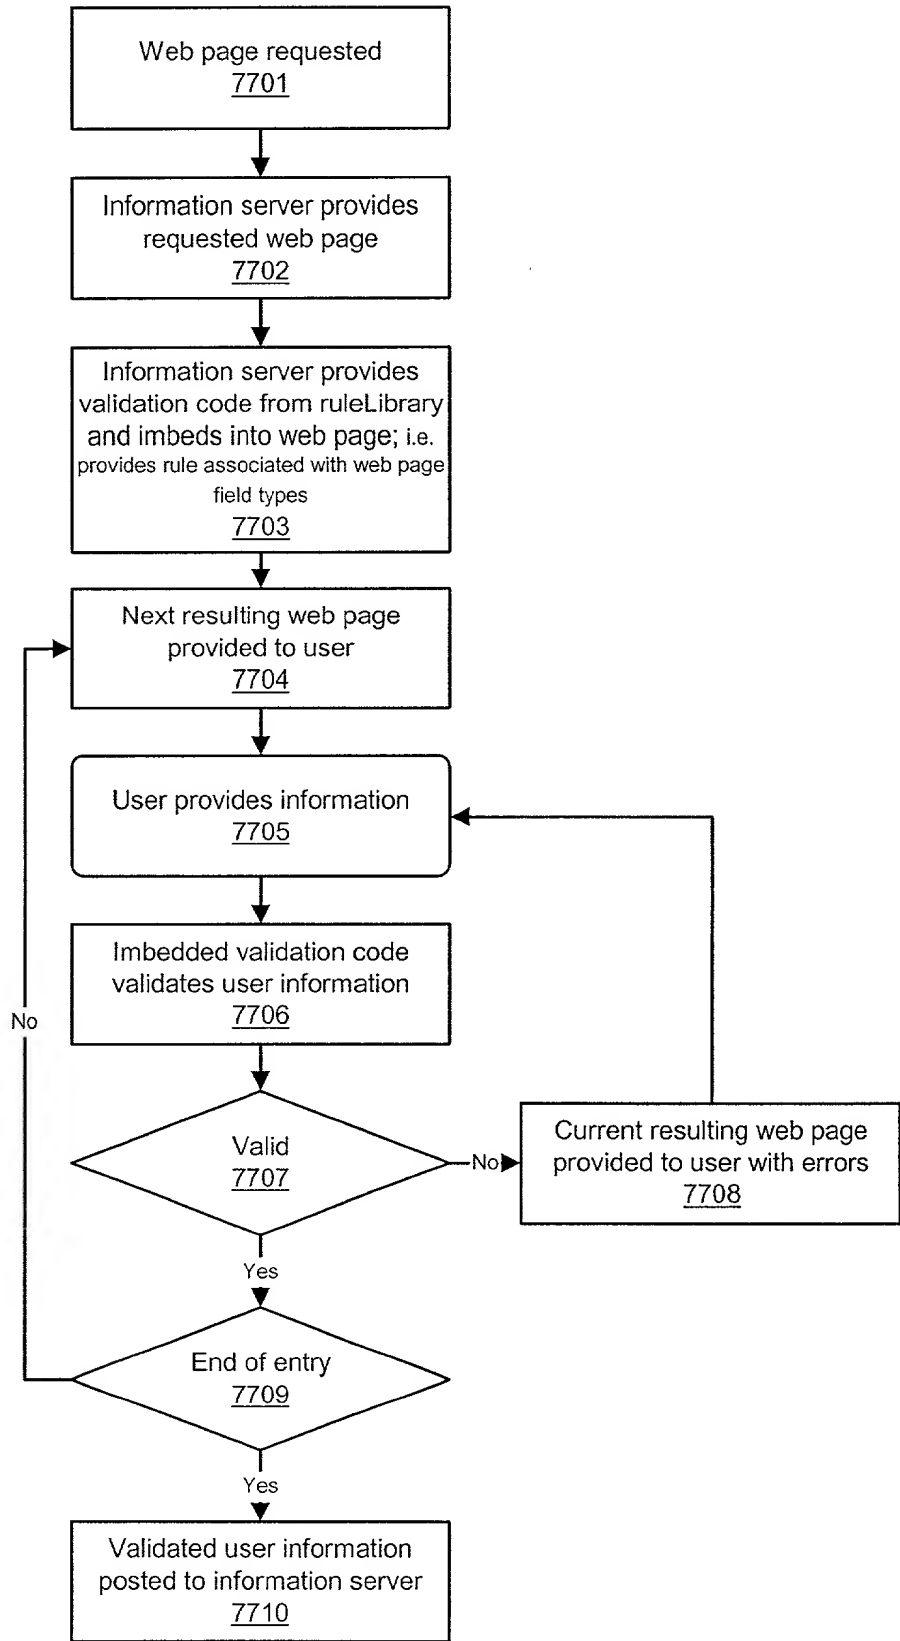 Web page requested
7701
Information server provides
requested web page
7702
Information server provides
validation code from ruleLibrary
and imbeds into web page; i.e.
provides rule associated with web page
field types
7703
Next resulting web page
provided to user
7704
User provides information
7705
Imbedded validation code
validates user information
7706
No
Valid
7707
No
Current resulting web page
provided to user with errors
7708
Yes
End of entry
7709
Yes
Validated user information
posted to information server
7710